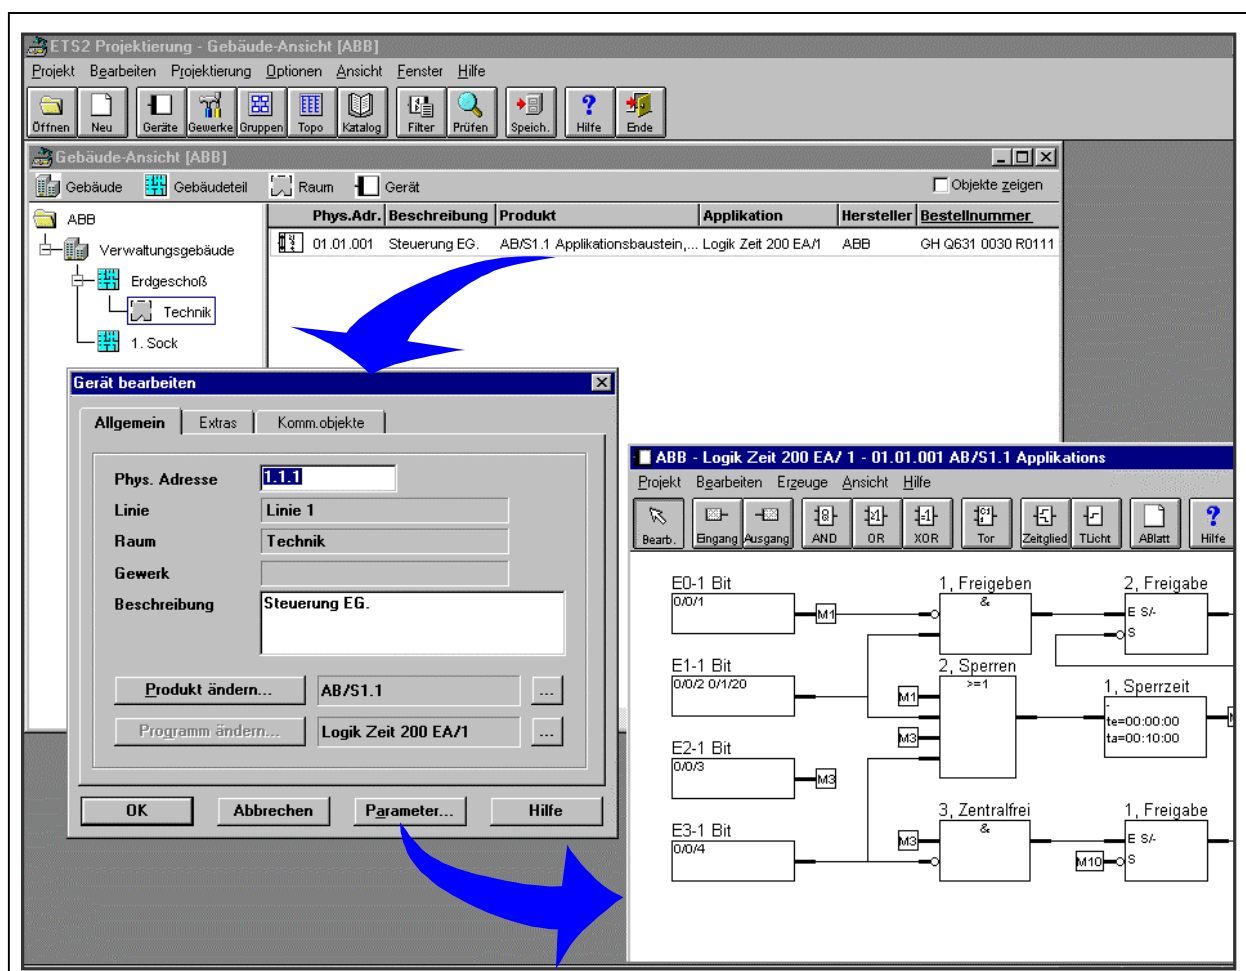 ETS2 Projektierung - Gebäude-Ansicht [ABB]
Projekt Bearbeiten Projektierung Optionen Ansicht Fenster Hilfe
Öffnen Neu Geräte Gewerke Gruppen Topo Katalog Filter Prüfen Speich. Hilfe Ende
Gebäude-Ansicht [ABB]
Gebäude Gebäudeteil Raum Gerät Objekte zeigen
ABB
Verwaltungsgebäude
Erdgeschoß
Technik
1. Sock
Phys.Adr. Beschreibung Produkt Applikation Hersteller Bestellnummer
01.01.001 Steuerung EG. AB/S1.1 Applikationsbaustein,... Logik Zeit 200 EA/1 ABB GH Q631 0030 R0111
Gerät bearbeiten
Allgemein Extras Komm.objekte
Phys. Adresse 1.1.1
Linie Linie 1
Raum Technik
Gewerk
Beschreibung Steuerung EG.
Produkt ändern... AB/S1.1 ...
Programm ändern... Logik Zeit 200 EA/1 ...
OK Abbrechen Parameter... Hilfe
ABB - Logik Zeit 200 EA/ 1 - 01.01.001 AB/S1.1 Applikations
Projekt Bearbeiten Erzeuge Ansicht Hilfe
& ≥1 =1 C1
Bearb. Eingang Ausgang AND OR XOR Tor Zeitglied TLicht ABlatt Hilfe
E0-1 Bit 1, Freigeben 2, Freigabe
0/0/1 M1 & E S/-
S
E1-1 Bit 2, Sperren 1, Sperrzeit
0/0/2 0/1/20 M1 >=1 -
te=00:00:00
M3 ta=00:10:00
E2-1 Bit
0/0/3 M3
E3-1 Bit 3, Zentralfrei 1, Freigabe
0/0/4 M3 & E S/-
M10 S